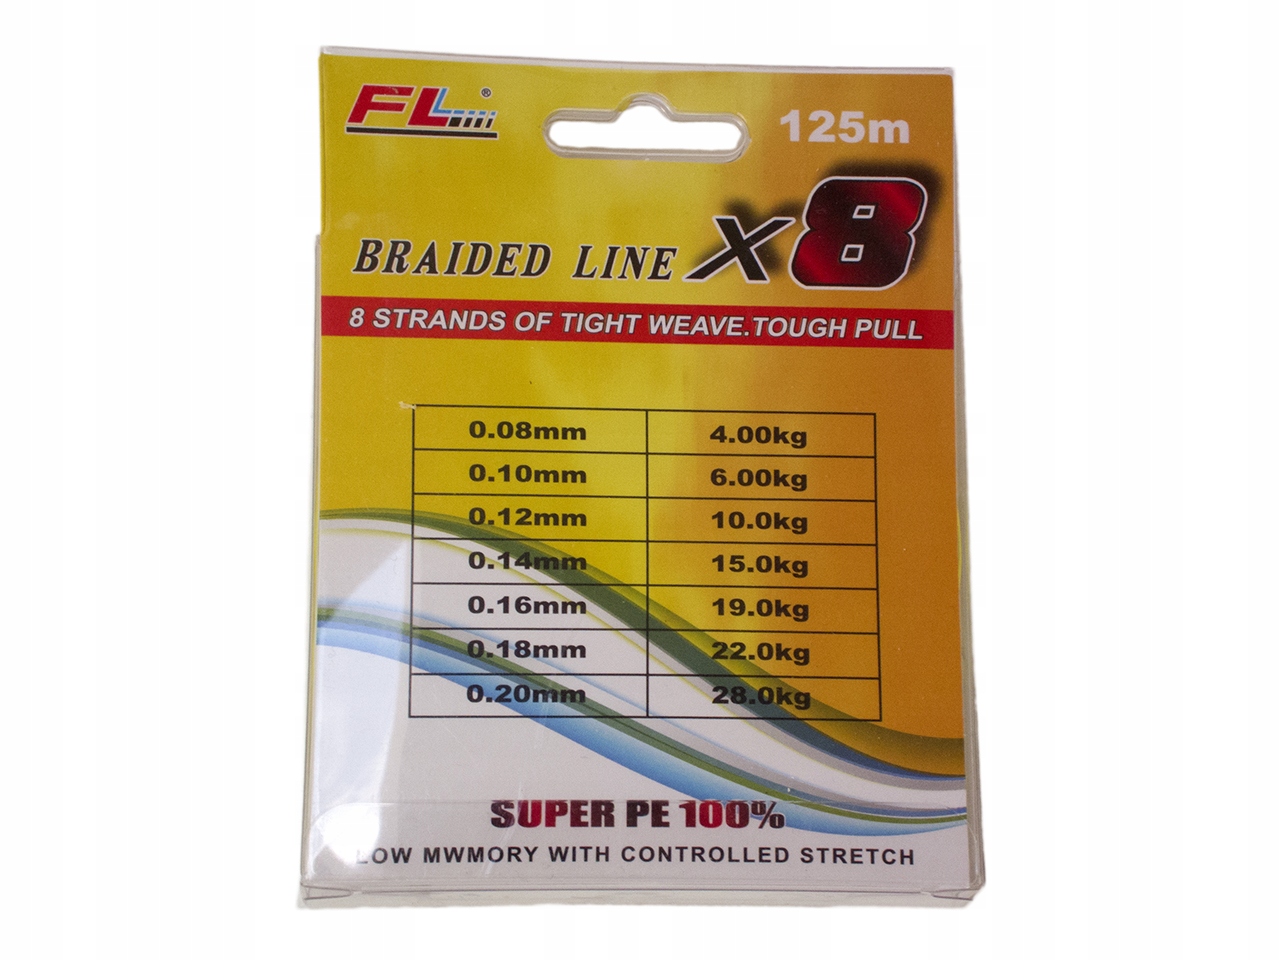 FL ®
125m
BRAIDED LINE X8
8 STRANDS OF TIGHT WEAVE.TOUGH PULL
0.08mm 4.00kg
0.10mm 6.00kg
0.12mm 10.0kg
0.14mm 15.0kg
0.16mm 19.0kg
0.18mm 22.0kg
0.20mm 28.0kg
SUPER PE 100%
LOW MWMORY WITH CONTROLLED STRETCH